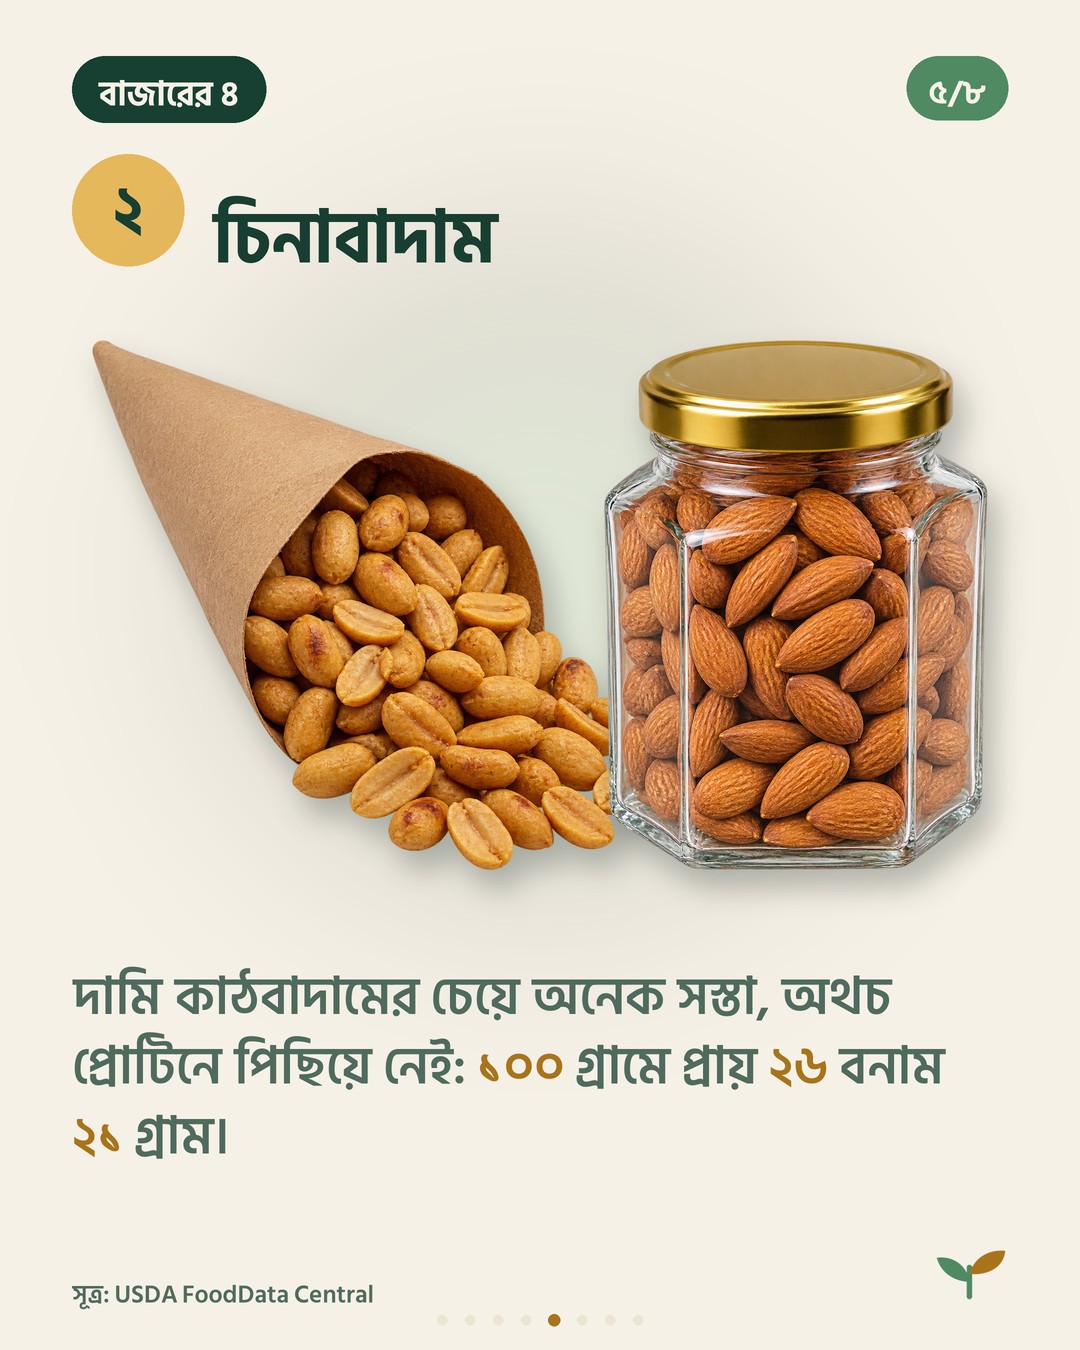 বাজারের ৪
৫/৮
২
চিনাবাদাম
দামি কাঠবাদামের চেয়ে অনেক সস্তা, অথচ
প্রোটিনে পিছিয়ে নেই: ১০০ গ্রামে প্রায় ২৬ বনাম
২১ গ্রাম।
সূত্র: USDA FoodData Central